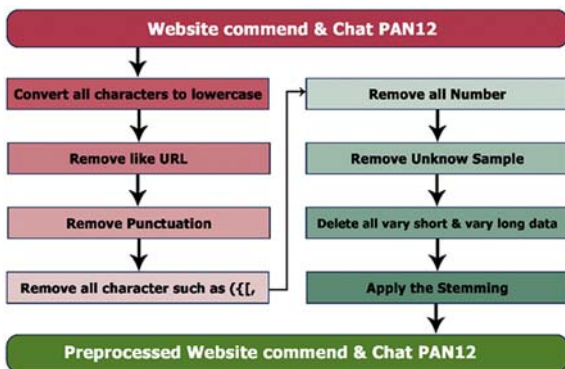 Website commend & Chat PAN12
Convert all characters to lowercase
Remove like URL
Remove Punctuation
Remove all character such as ({[,
Remove all Number
Remove Unknow Sample
Delete all vary short & vary long data
Apply the Stemming
Preprocessed Website commend & Chat PAN12